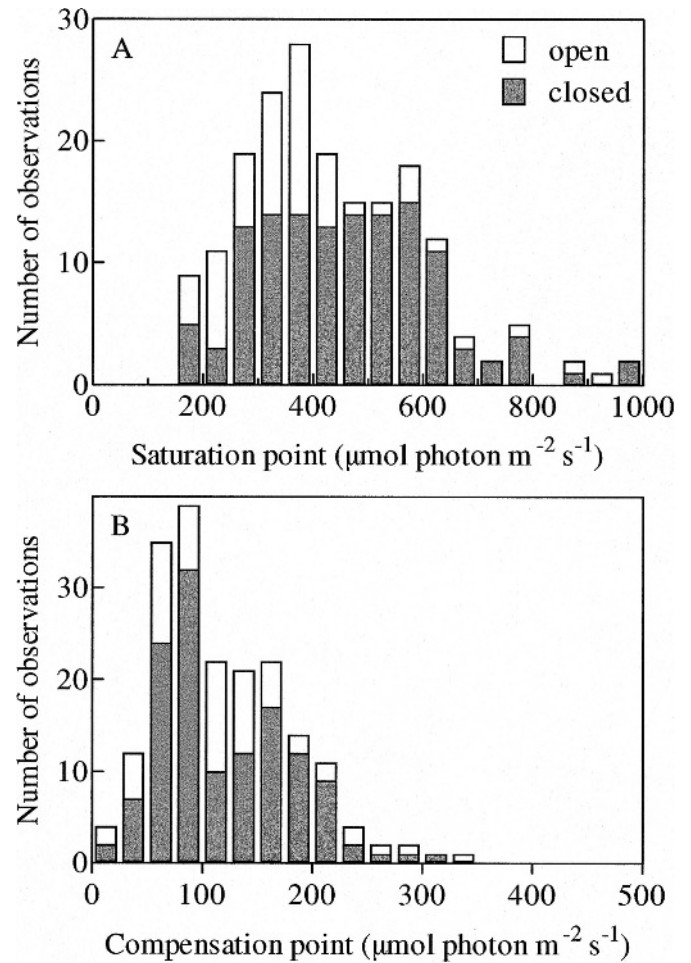 30
A
open
closed
20
10
0
Number of observations
0 200 400 600 800 1000
Saturation point (μmol photon m⁻² s⁻¹)
B
30
20
10
0
Number of observations
0 100 200 300 400 500
Compensation point (μmol photon m⁻² s⁻¹)